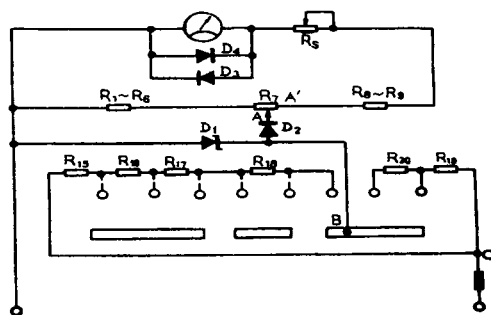 D4
RS
D3
R1~R6 R7 A' R8~R9
A
D1 D2
R15 R16 R17 R18 R20 R19
B